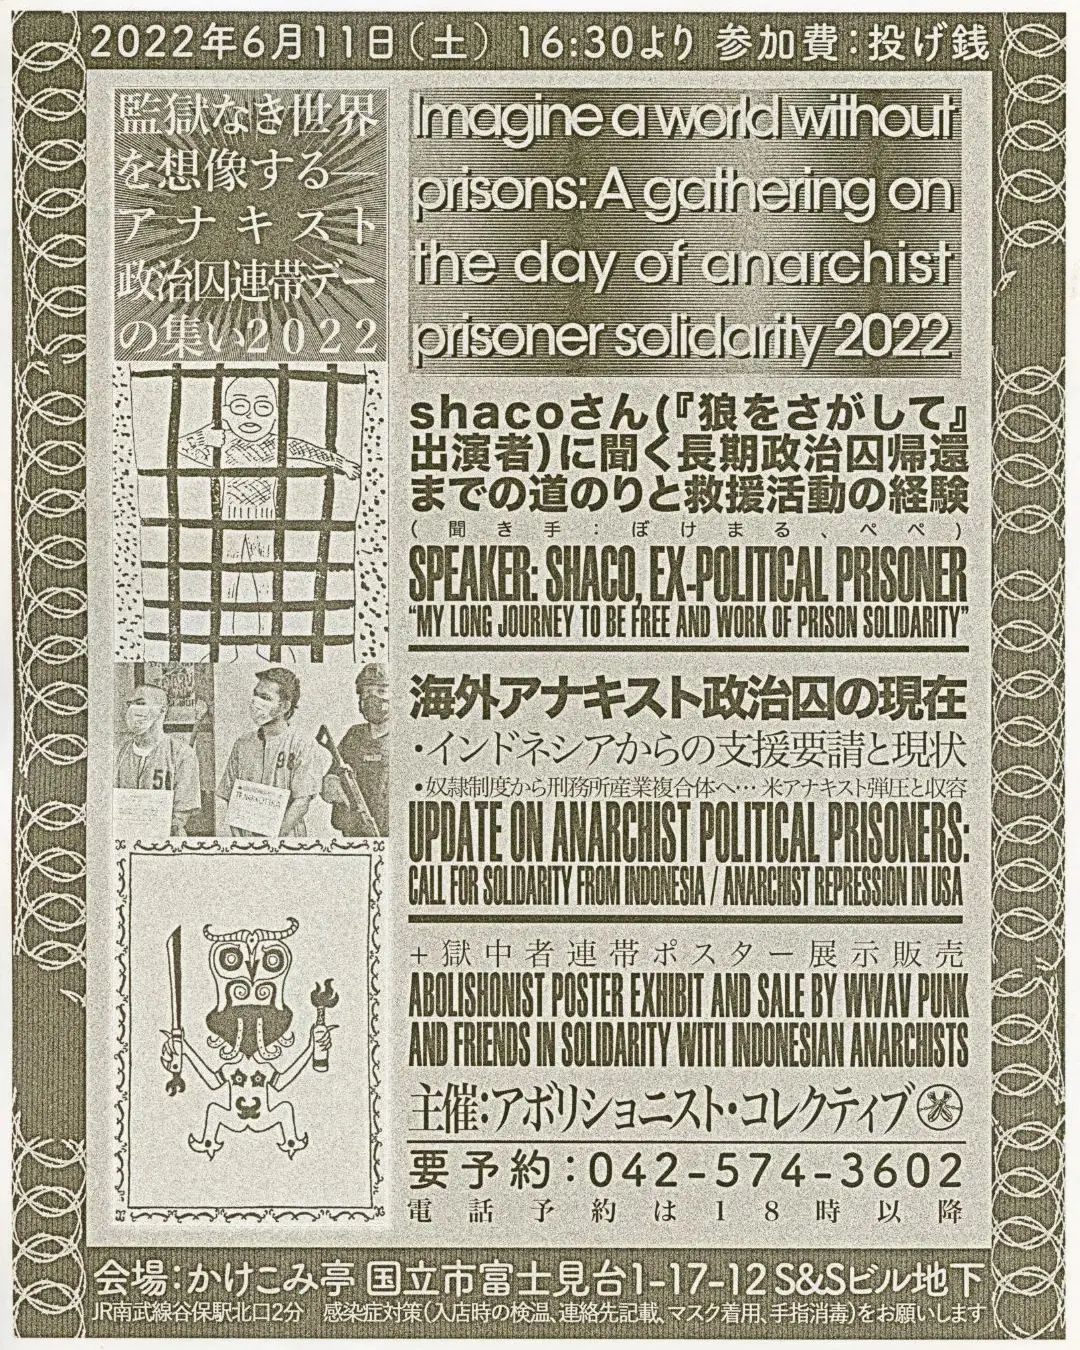 2022年6月11日（土） 16:30より 参加費：投げ銭
監獄なき世界
を想像する
アナキスト
政治囚連帯デー
の集い2022
Imagine a world without
prisons: A gathering on
the day of anarchist
prisoner solidarity 2022
shacoさん(『狼をさがして』
出演者)に聞く長期政治囚帰還
までの道のりと救援活動の経験
(聞き手：ぼけまる、ぺぺ)
SPEAKER: SHACO, EX-POLITICAL PRISONER
“MY LONG JOURNEY TO BE FREE AND WORK OF PRISON SOLIDARITY”
海外アナキスト政治囚の現在
・インドネシアからの支援要請と現状
・奴隷制度から刑務所産業複合体へ… 米アナキスト弾圧と収容
UPDATE ON ANARCHIST POLITICAL PRISONERS:
CALL FOR SOLIDARITY FROM INDONESIA / ANARCHIST REPRESSION IN USA
+獄中者連帯ポスター展示販売
ABOLISHONIST POSTER EXHIBIT AND SALE BY WWAV PUNK
AND FRIENDS IN SOLIDARITY WITH INDONESIAN ANARCHISTS
主催：アボリショニスト・コレクティブ
要予約：042-574-3602
電話予約は18時以降
会場：かけこみ亭 国立市富士見台1-17-12 S&Sビル地下
JR南武線谷保駅北口2分 感染症対策(入店時の検温、連絡先記載、マスク着用、手指消毒)をお願いします